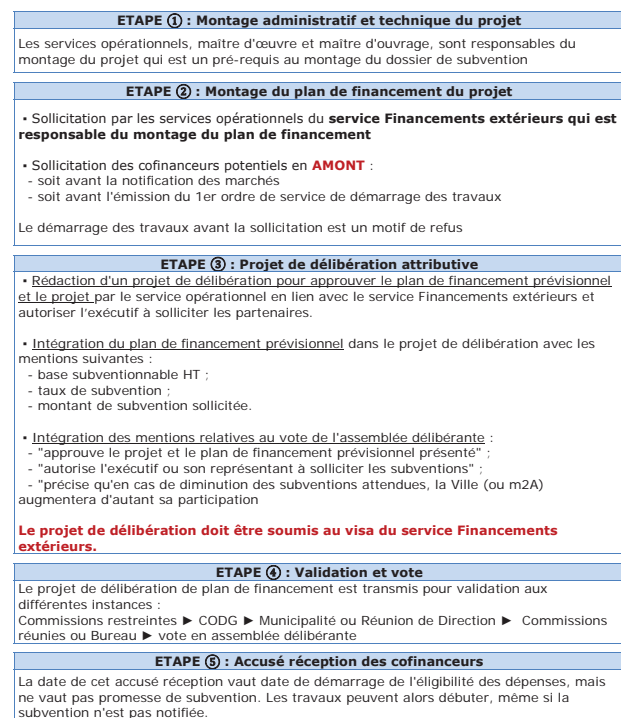 ETAPE ① : Montage administratif et technique du projet
Les services opérationnels, maître d'œuvre et maître d'ouvrage, sont responsables du
montage du projet qui est un pré-requis au montage du dossier de subvention
ETAPE ② : Montage du plan de financement du projet
▪ Sollicitation par les services opérationnels du service Financements extérieurs qui est
responsable du montage du plan de financement
▪ Sollicitation des cofinanceurs potentiels en AMONT :
- soit avant la notification des marchés
- soit avant l'émission du 1er ordre de service de démarrage des travaux
Le démarrage des travaux avant la sollicitation est un motif de refus
ETAPE ③ : Projet de délibération attributive
▪ Rédaction d'un projet de délibération pour approuver le plan de financement prévisionnel
et le projet par le service opérationnel en lien avec le service Financements extérieurs et
autoriser l'exécutif à solliciter les partenaires.
▪ Intégration du plan de financement prévisionnel dans le projet de délibération avec les
mentions suivantes :
- base subventionnable HT ;
- taux de subvention ;
- montant de subvention sollicitée.
▪ Intégration des mentions relatives au vote de l'assemblée délibérante :
- "approuve le projet et le plan de financement prévisionnel présenté" ;
- "autorise l'exécutif ou son représentant à solliciter les subventions" ;
- "précise qu'en cas de diminution des subventions attendues, la Ville (ou m2A)
augmentera d'autant sa participation
Le projet de délibération doit être soumis au visa du service Financements
extérieurs.
ETAPE ④ : Validation et vote
Le projet de délibération de plan de financement est transmis pour validation aux
différentes instances :
Commissions restreintes ► CODG ► Municipalité ou Réunion de Direction ► Commissions
réunies ou Bureau ► vote en assemblée délibérante
ETAPE ⑤ : Accusé réception des cofinanceurs
La date de cet accusé réception vaut date de démarrage de l'éligibilité des dépenses, mais
ne vaut pas promesse de subvention. Les travaux peuvent alors débuter, même si la
subvention n'est pas notifiée.